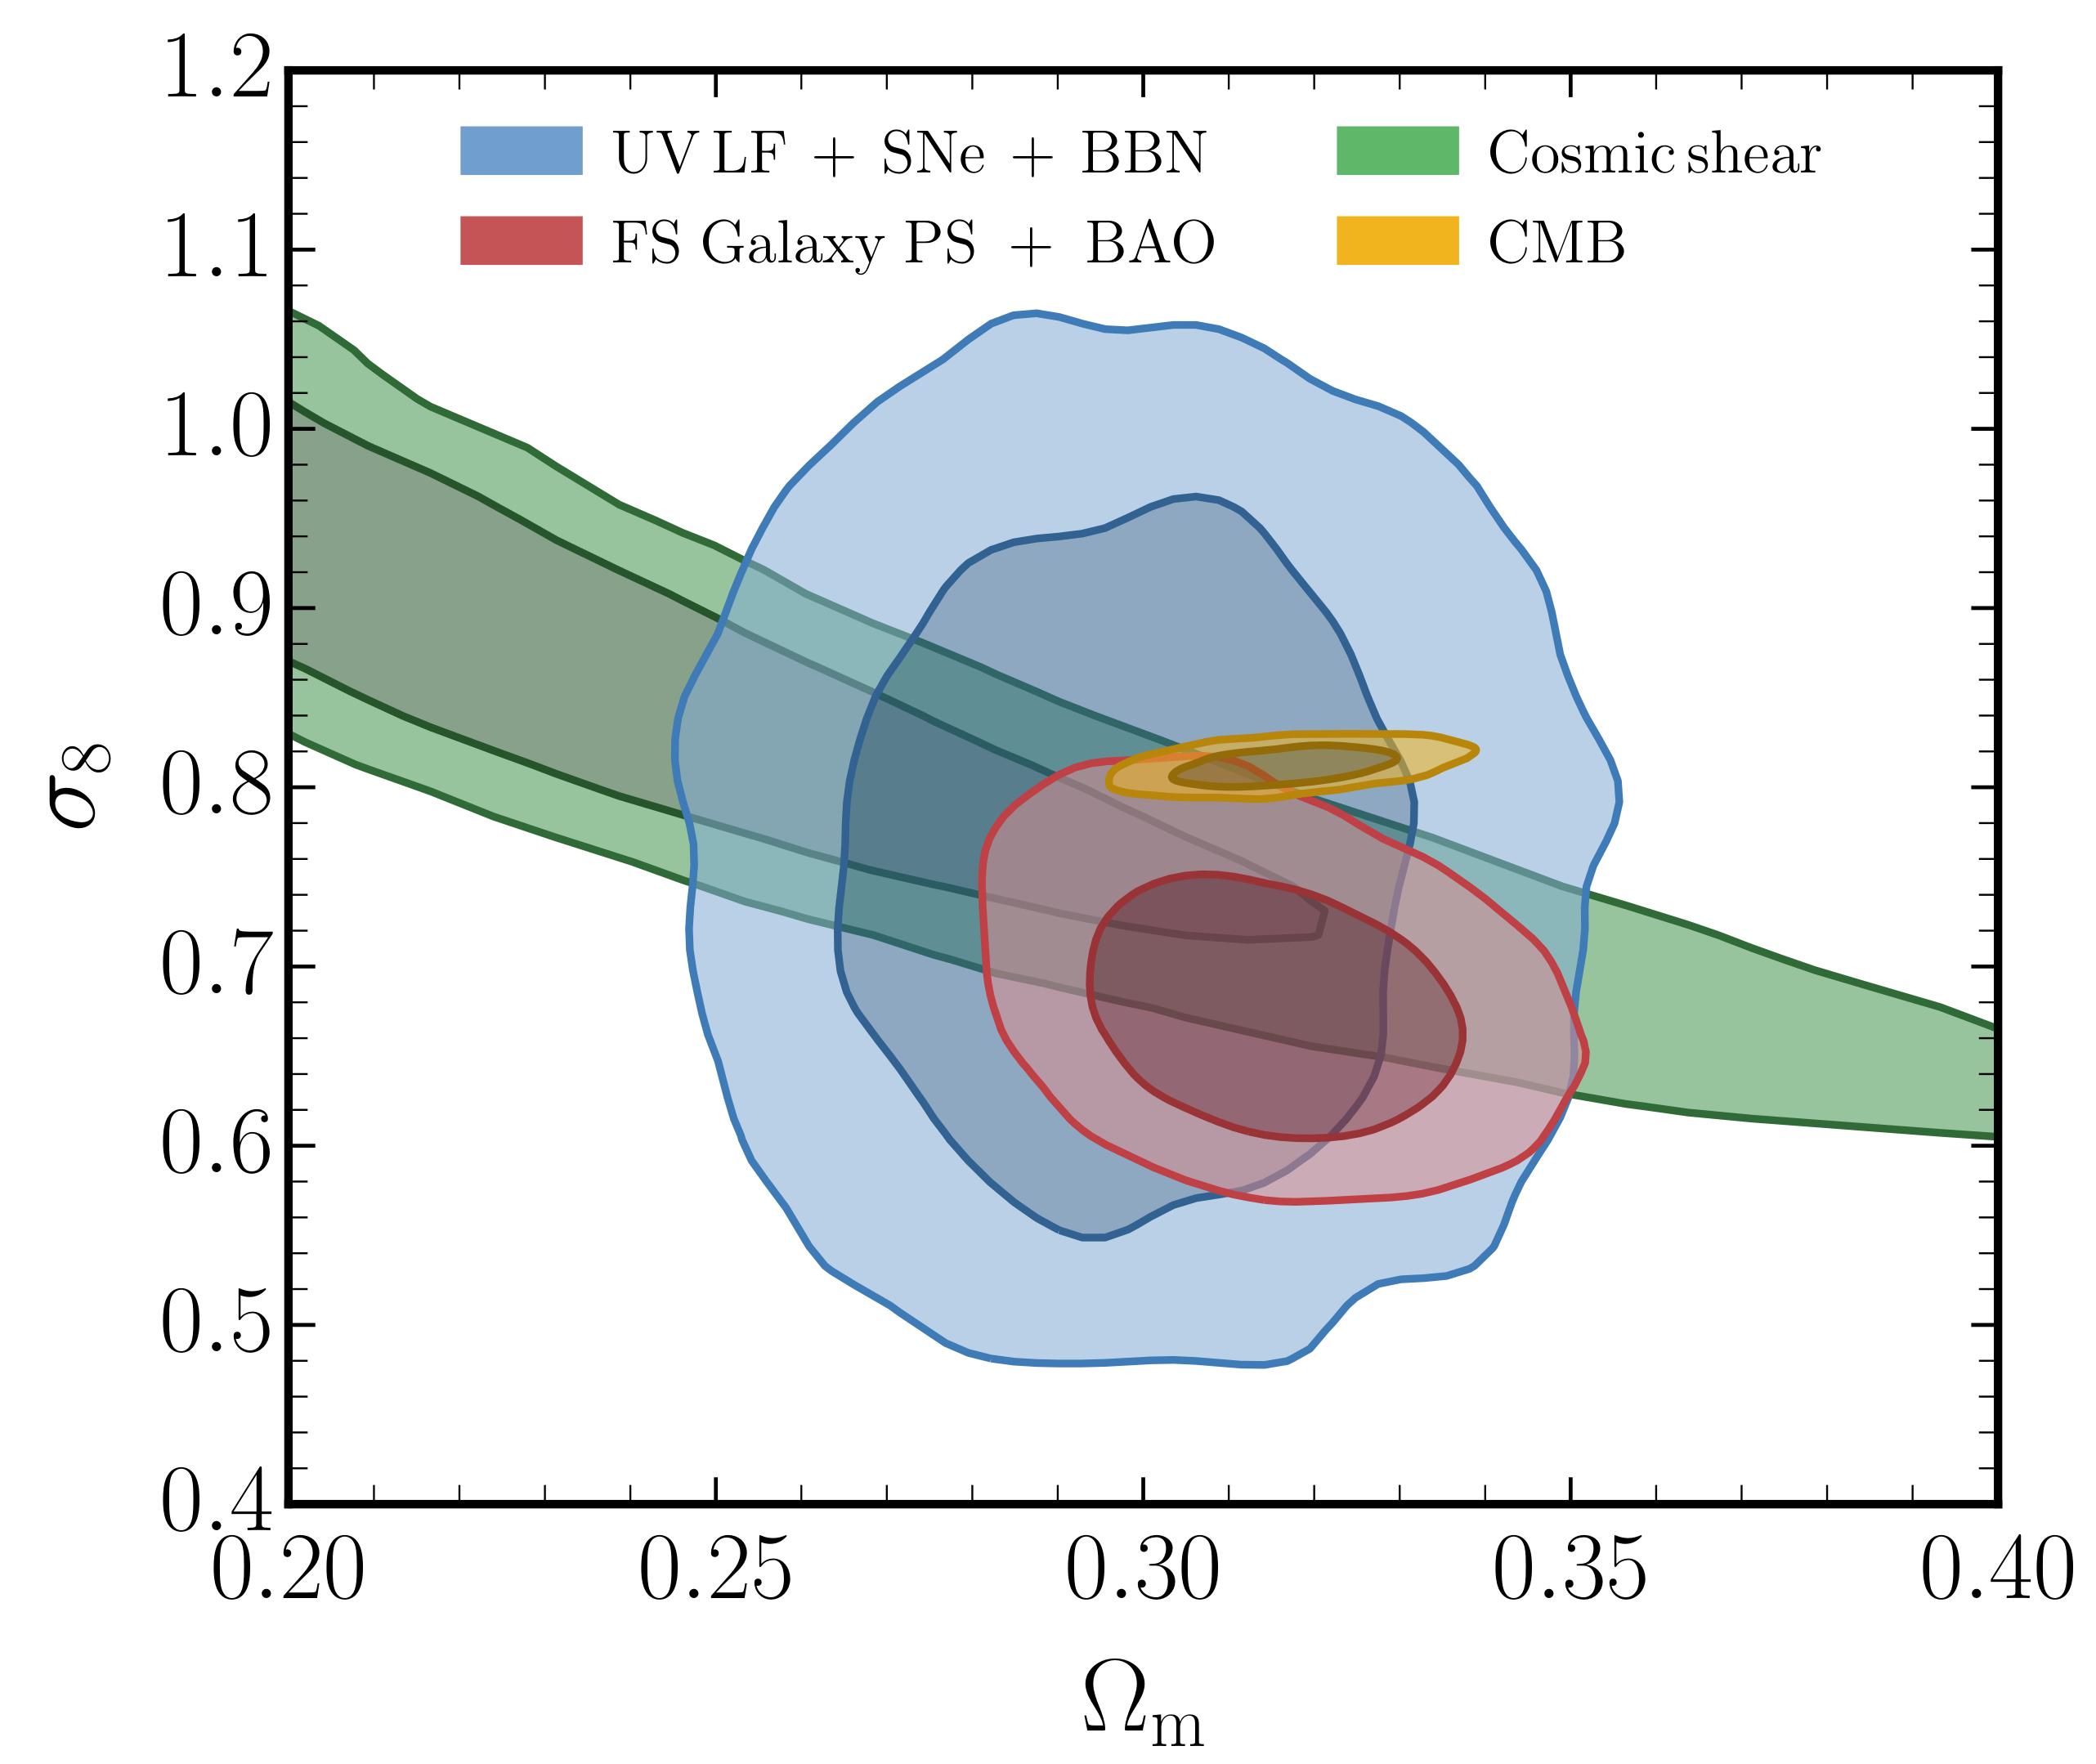 1.2
1.1
1.0
0.9
0.8
0.7
0.6
0.5
0.4
σ₈
UV LF + SNe + BBN
FS Galaxy PS + BAO
Cosmic shear
CMB
0.20 0.25 0.30 0.35 0.40
Ωₘ